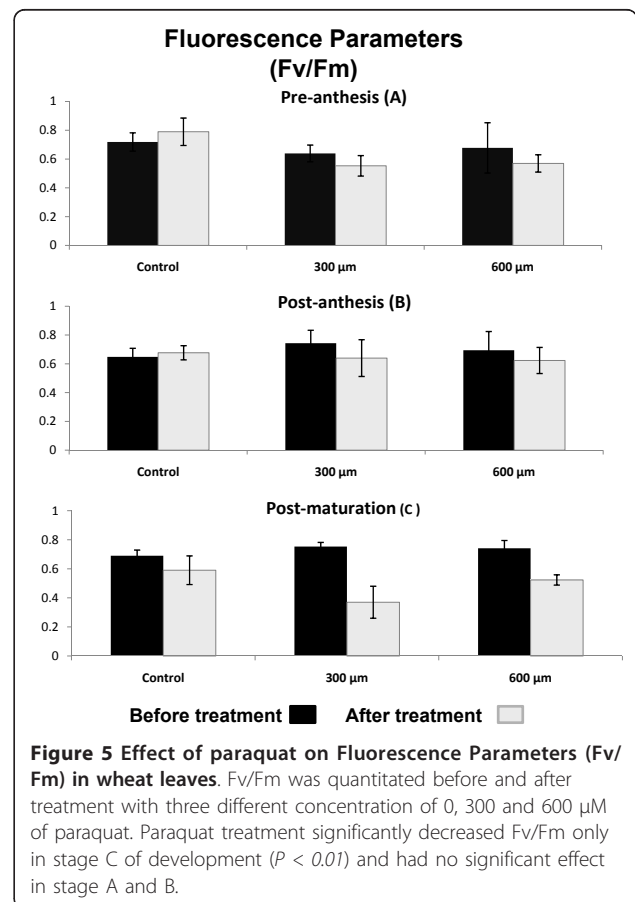 Fluorescence Parameters
(Fv/Fm)
Pre-anthesis (A)
1
0.8
0.6
0.4
0.2
0
Control 300 µm 600 µm
Post-anthesis (B)
1
0.8
0.6
0.4
0.2
0
Control 300 µm 600 µm
Post-maturation (C )
1
0.8
0.6
0.4
0.2
0
Control 300 µm 600 µm
Before treatment After treatment
Figure 5 Effect of paraquat on Fluorescence Parameters (Fv/
Fm) in wheat leaves. Fv/Fm was quantitated before and after
treatment with three different concentration of 0, 300 and 600 μM
of paraquat. Paraquat treatment significantly decreased Fv/Fm only
in stage C of development (P < 0.01) and had no significant effect
in stage A and B.